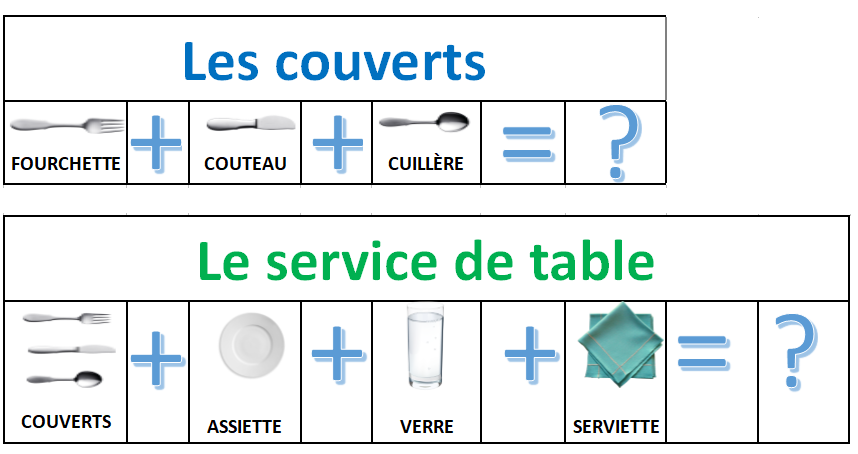 Les couverts
FOURCHETTE + COUTEAU + CUILLÈRE = ?
Le service de table
COUVERTS + ASSIETTE + VERRE + SERVIETTE = ?